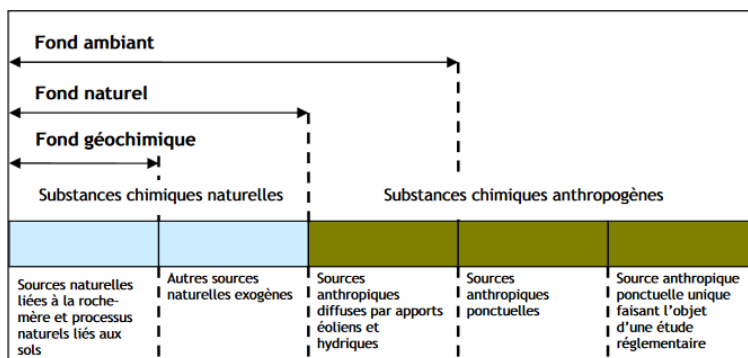 Fond ambiant
Fond naturel
Fond géochimique
Substances chimiques naturelles
Substances chimiques anthropogènes
Sources naturelles
liées à la roche-
mère et processus
naturels liés aux
sols
Autres sources
naturelles exogènes
Sources
anthropiques
diffuses par apports
éoliens et
hydriques
Sources
anthropiques
ponctuelles
Source anthropique
ponctuelle unique
faisant l’objet
d’une étude
réglementaire